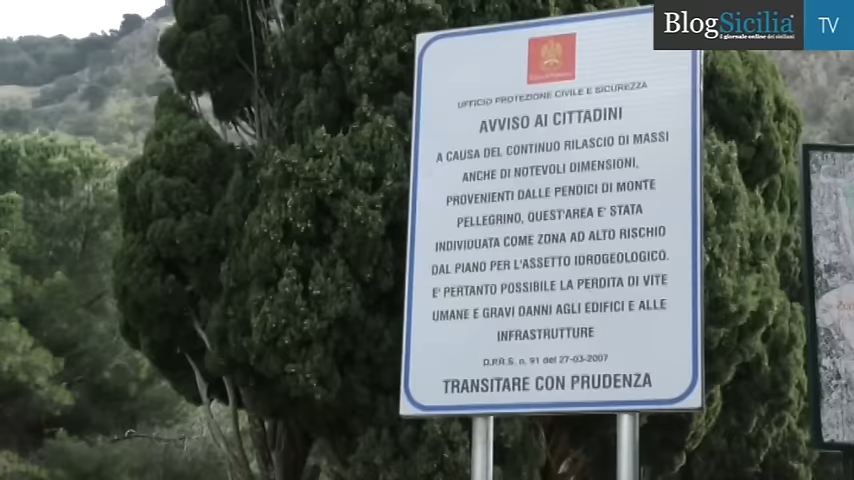 BlogSicilia
il giornale online dei siciliani
TV
UFFICIO PROTEZIONE CIVILE E SICUREZZA
AVVISO AI CITTADINI
A CAUSA DEL CONTINUO RILASCIO DI MASSI
ANCHE DI NOTEVOLI DIMENSIONI,
PROVENIENTI DALLE PENDICI DI MONTE
PELLEGRINO, QUEST'AREA E' STATA
INDIVIDUATA COME ZONA AD ALTO RISCHIO
DAL PIANO PER L'ASSETTO IDROGEOLOGICO.
E' PERTANTO POSSIBILE LA PERDITA DI VITE
UMANE E GRAVI DANNI AGLI EDIFICI E ALLE
INFRASTRUTTURE
D.P.R.S. n. 91 del 27-03-2007
TRANSITARE CON PRUDENZA